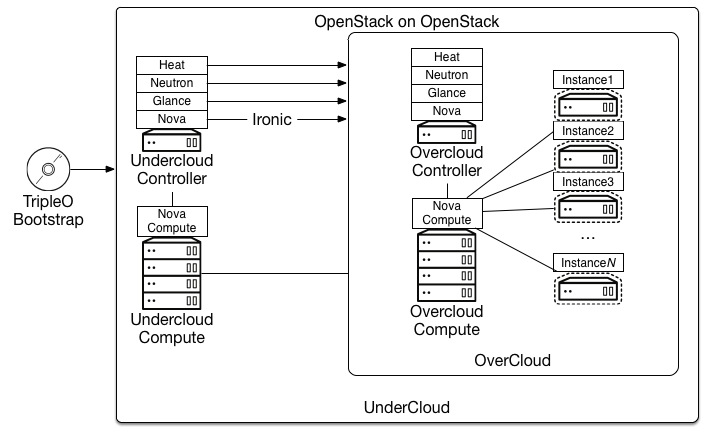 OpenStack on OpenStack
TripleO
Bootstrap
Heat
Neutron
Glance
Nova
Ironic
Undercloud
Controller
Nova
Compute
Undercloud
Compute
Heat
Neutron
Glance
Nova
Overcloud
Controller
Nova
Compute
Overcloud
Compute
Instance1
Instance2
Instance3
...
InstanceN
OverCloud
UnderCloud